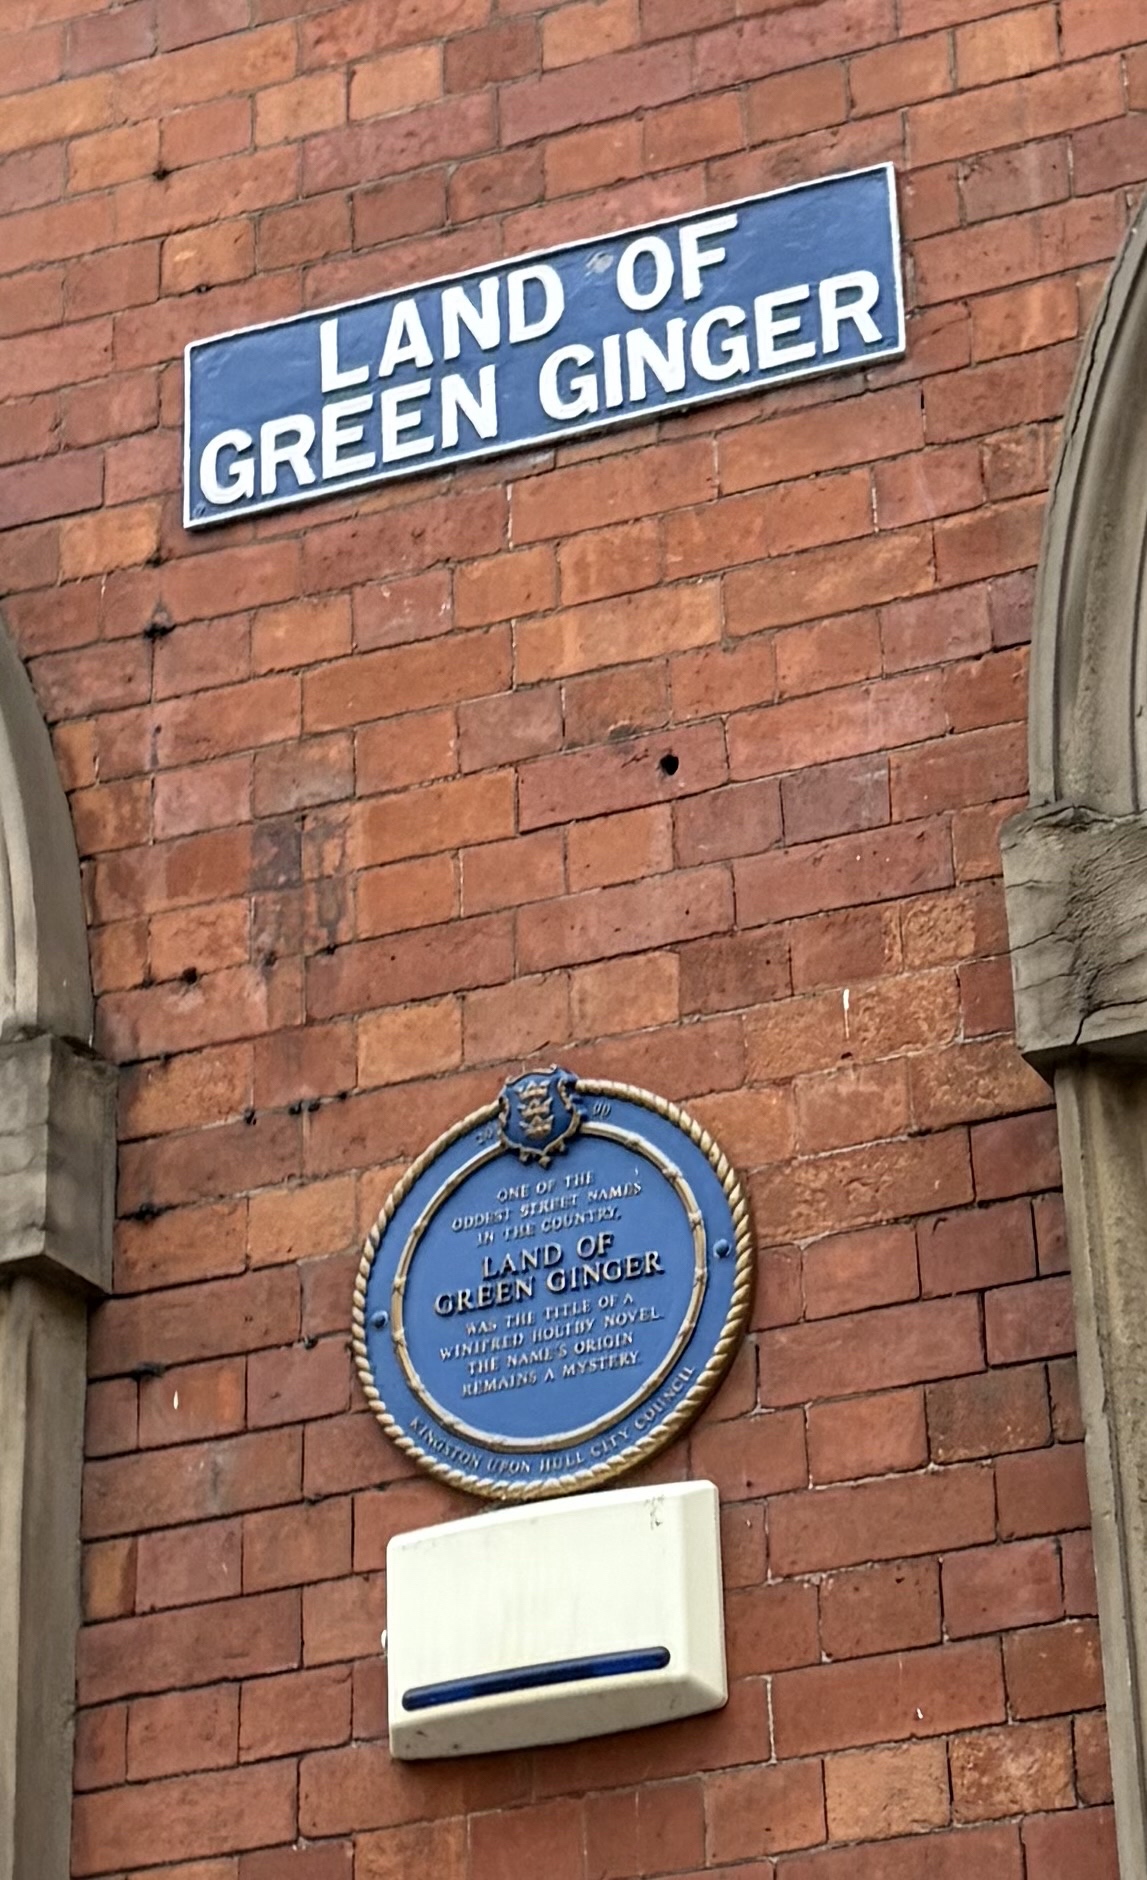 LAND OF
GREEN GINGER
ONE OF THE
ODDEST STREET NAMES
IN THE COUNTRY,
LAND OF
GREEN GINGER
WAS THE TITLE OF A
WINIFRED HOLTBY NOVEL.
THE NAME'S ORIGIN
REMAINS A MYSTERY.
KINGSTON UPON HULL CITY COUNCIL